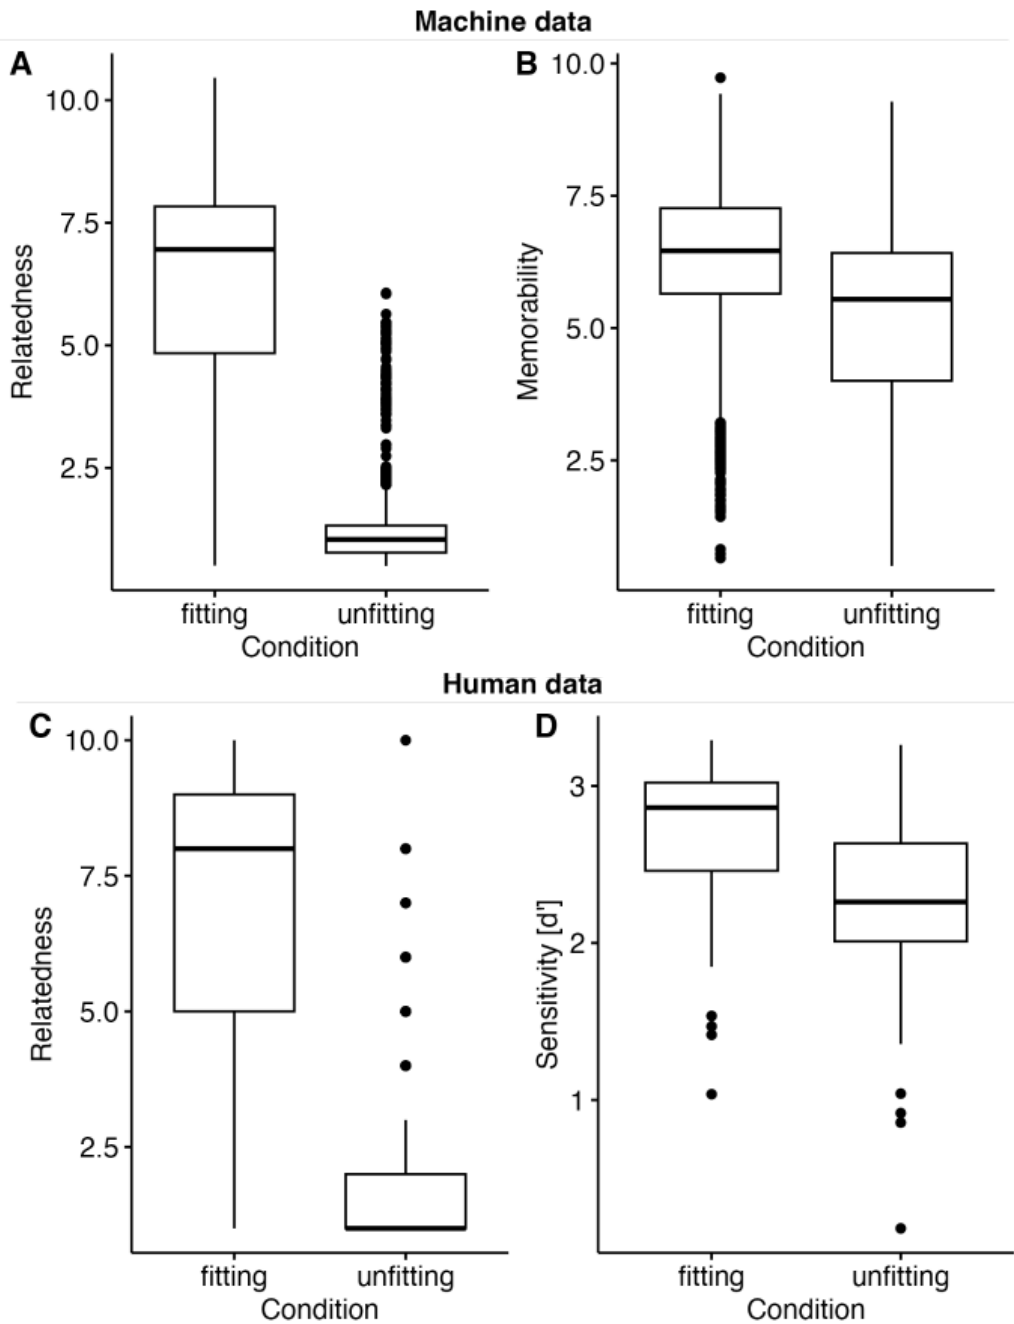 Machine data
A
B
10.0
7.5
5.0
2.5
Relatedness
fitting
unfitting
Condition
10.0
7.5
5.0
2.5
Memorability
fitting
unfitting
Condition
Human data
C
D
10.0
7.5
5.0
2.5
Relatedness
fitting
unfitting
Condition
3
2
1
Sensitivity [d']
fitting
unfitting
Condition